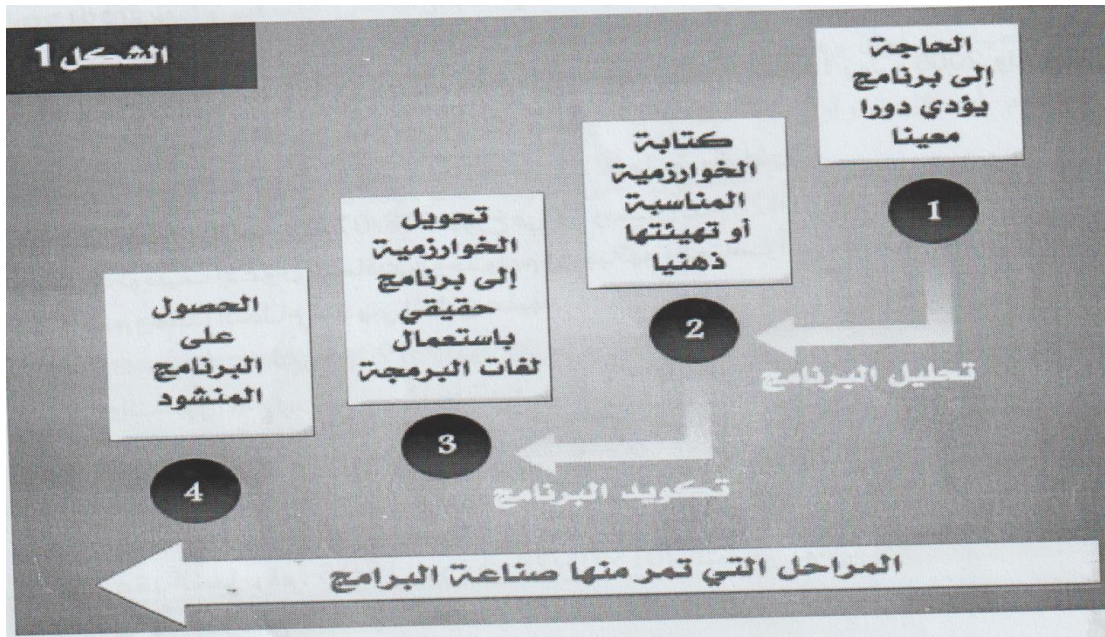 الشكل 1
الحاجة
إلى برنامج
يؤدي دورا
معينا
1
كتابة
الخوارزمية
المناسبة
أو تهيئتها
ذهنيا
2
تحليل البرنامج
تحويل
الخوارزمية
إلى برنامج
حقيقي
باستعمال
لغات البرمجة
3
تكويد البرنامج
الحصول
على
البرنامج
المنشود
4
المراحل التي تمر منها صناعة البرامج